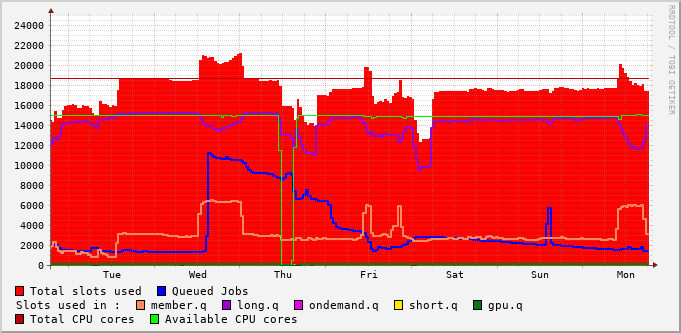 RRDTOOL / TOBI OETIKER
24000
22000
20000
18000
16000
14000
12000
10000
8000
6000
4000
2000
0
Tue Wed Thu Fri Sat Sun Mon
Total slots used Queued Jobs
Slots used in : member.q long.q ondemand.q short.q gpu.q
Total CPU cores Available CPU cores